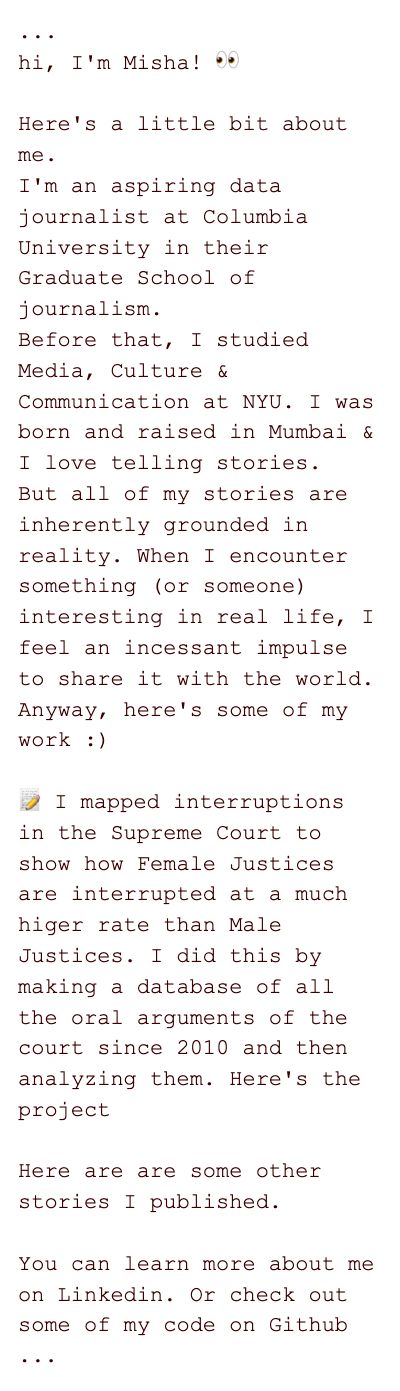 ...
hi, I'm Misha! 👀
Here's a little bit about
me.
I'm an aspiring data
journalist at Columbia
University in their
Graduate School of
journalism.
Before that, I studied
Media, Culture &
Communication at NYU. I was
born and raised in Mumbai &
I love telling stories.
But all of my stories are
inherently grounded in
reality. When I encounter
something (or someone)
interesting in real life, I
feel an incessant impulse
to share it with the world.
Anyway, here's some of my
work :)
📝 I mapped interruptions
in the Supreme Court to
show how Female Justices
are interrupted at a much
higer rate than Male
Justices. I did this by
making a database of all
the oral arguments of the
court since 2010 and then
analyzing them. Here's the
project
Here are are some other
stories I published.
You can learn more about me
on Linkedin. Or check out
some of my code on Github
...